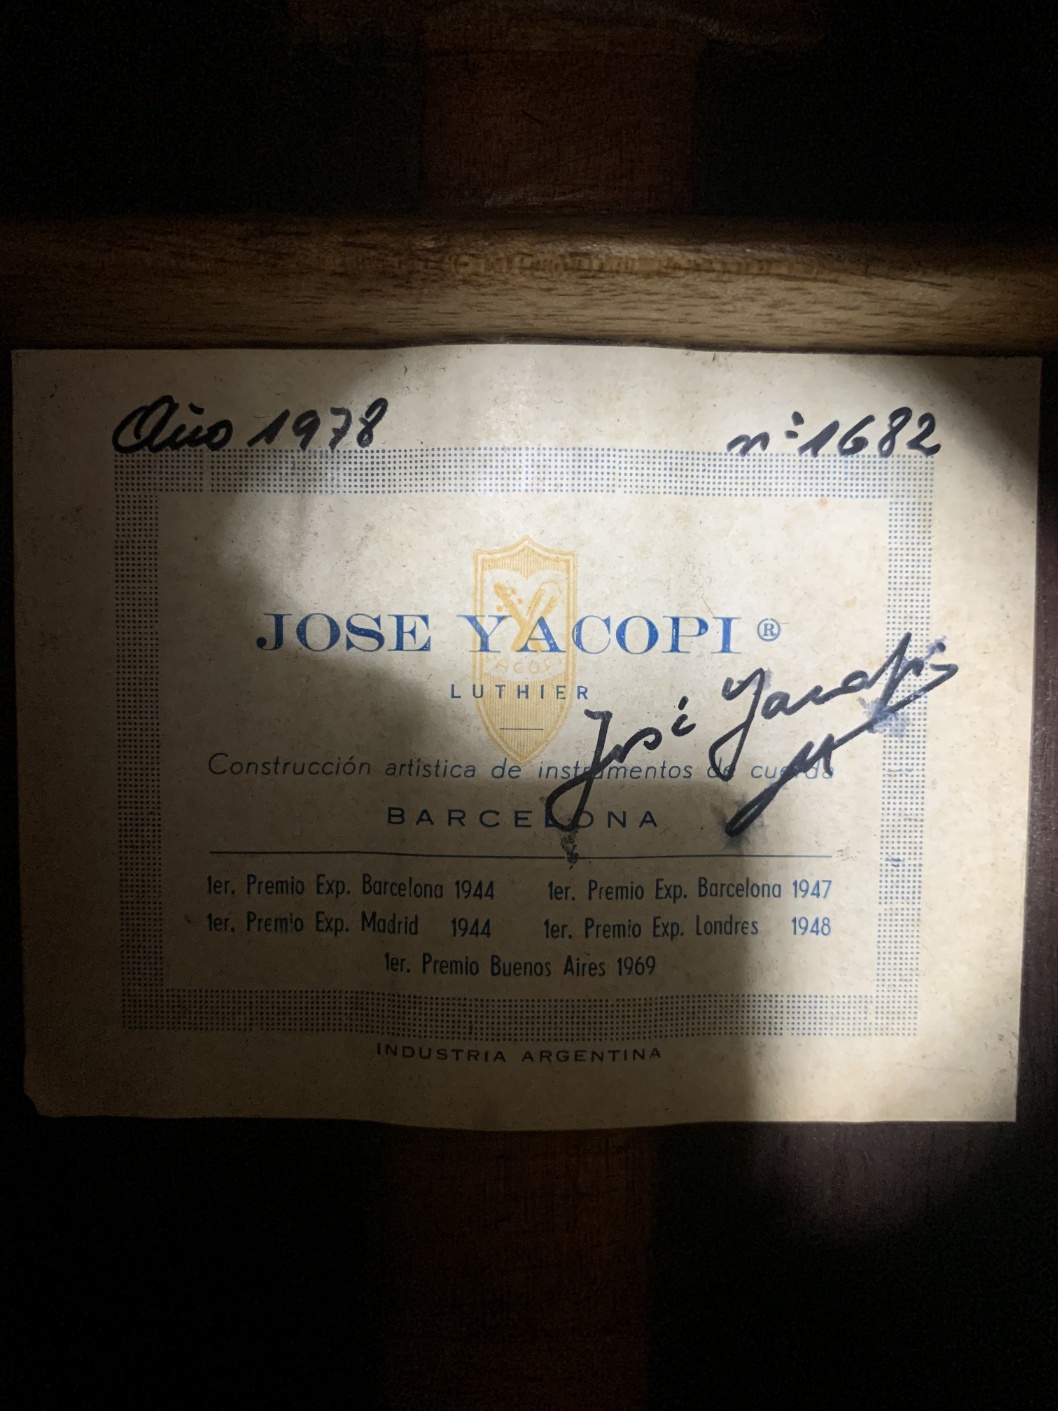 Año 1978 nº 1682
JOSE YACOPI ®
YACOPI
LUTHIER
José Yacopi
Construcción artística de instrumentos de cuerda
BARCELONA
1er. Premio Exp. Barcelona 1944 1er. Premio Exp. Barcelona 1947
1er. Premio Exp. Madrid 1944 1er. Premio Exp. Londres 1948
1er. Premio Buenos Aires 1969
INDUSTRIA ARGENTINA